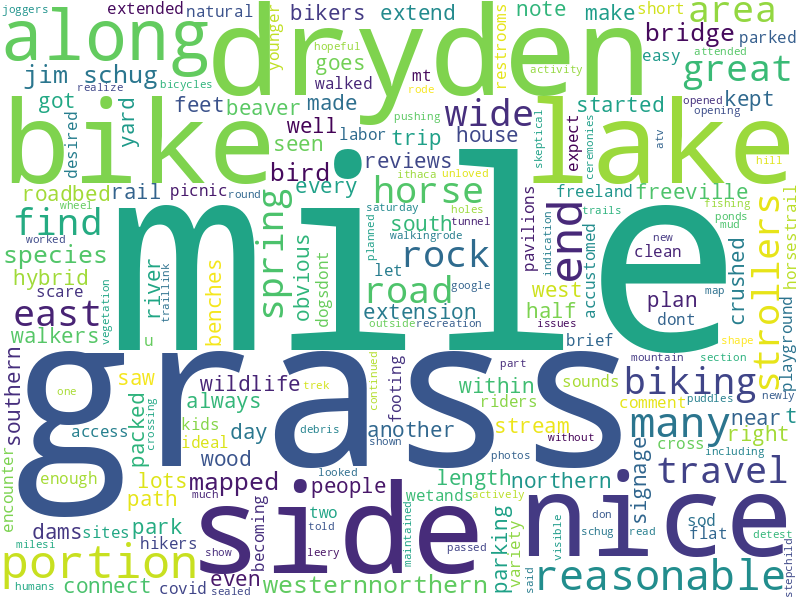 joggers extended natural bikers extend note make short area
along dryden younger hopeful goes mt restrooms bridge parked
jim schug realize bicycles walked activity easy great
got feet beaver made rode pushing wide started opened kept
bike desired yard seen well labor trip house skeptical expect ceremonies atv opening lake
bird reviews ithaca unloved hill
roadbed rail picnic round every horse freeland freeville fishing
wheel saturday holes trails ponds
find worked spring obvious planned south walkingrode tunnel rock pavilions end indication accustomed new mud strollers horsestrail
species mile clean
hybrid river traillink benches dogsdont let google road west crushed map
scare extension half plan playground
east vegetation outside recreation issues dont
walkers u brief shape
southern grass saw wildlife one trek continued footing part within sounds mountain section biking newly
packed always riders comment puddles
access crossing kids day debris another stream without many near t
encounter ideal shown cross right including
enough lots wood looked photos signage travel
path mapped people length northern
dams sites park side much becoming two maintained wetands actively parking variety nice sod
hikers told don schug read flat detest
milesi show leery passed said visible
portion humans connect covid even sealed westernnorthern reasonable stepchild